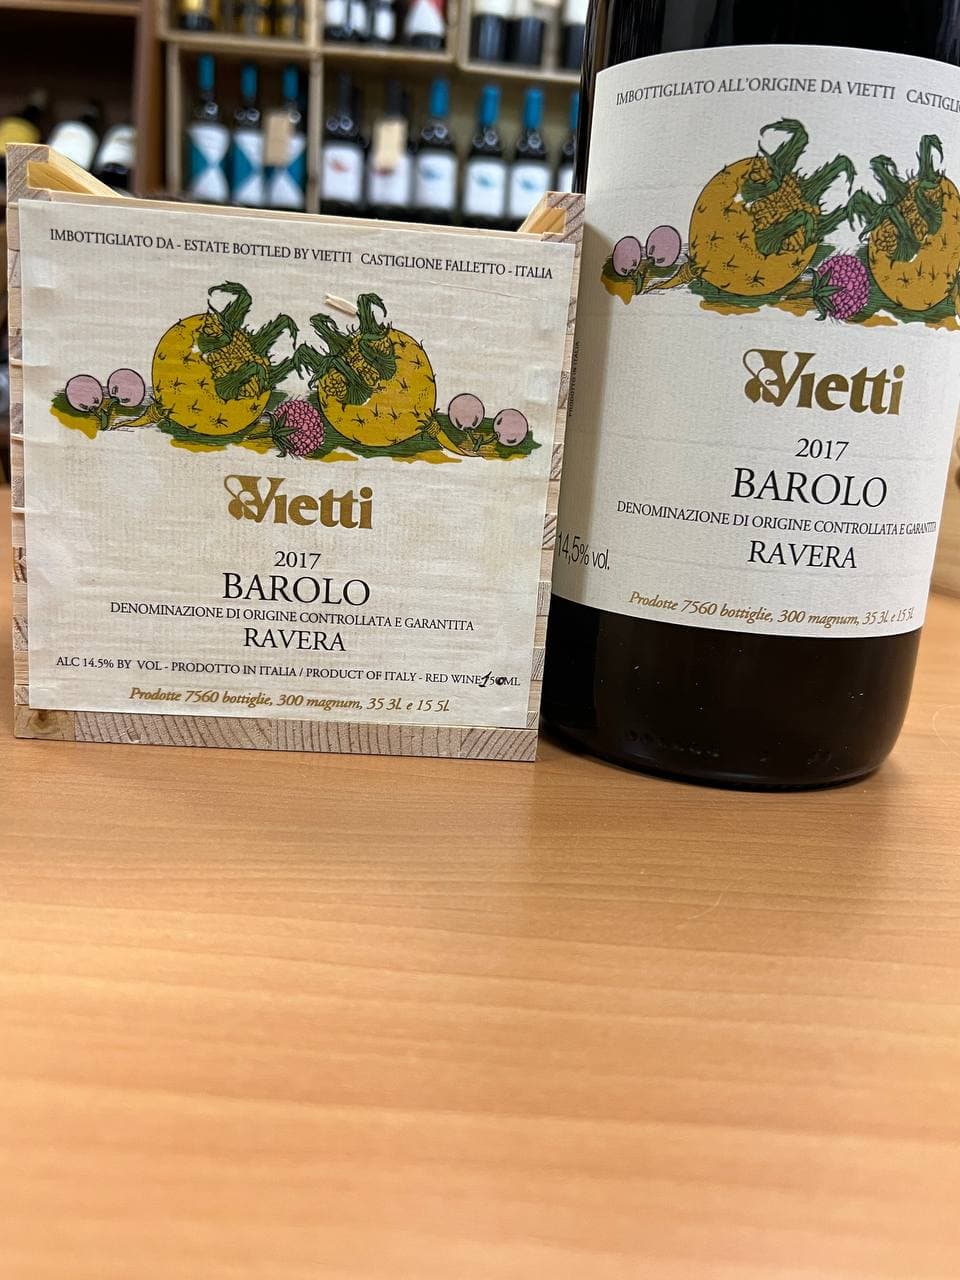 IMBOTTIGLIATO DA - ESTATE BOTTLED BY VIETTI CASTIGLIONE FALLETTO - ITALIA
Vietti
2017
BAROLO
DENOMINAZIONE DI ORIGINE CONTROLLATA E GARANTITA
RAVERA
ALC 14.5% BY VOL - PRODOTTO IN ITALIA / PRODUCT OF ITALY - RED WINE 150ML
Prodotte 7560 bottiglie, 300 magnum, 35 3L e 15 5L
IMBOTTIGLIATO ALL'ORIGINE DA VIETTI
Vietti
2017
BAROLO
DENOMINAZIONE DI ORIGINE CONTROLLATA E GARANTITA
RAVERA
14,5% vol.
Prodotte 7560 bottiglie, 300 magnum, 35 3L e 15 5L